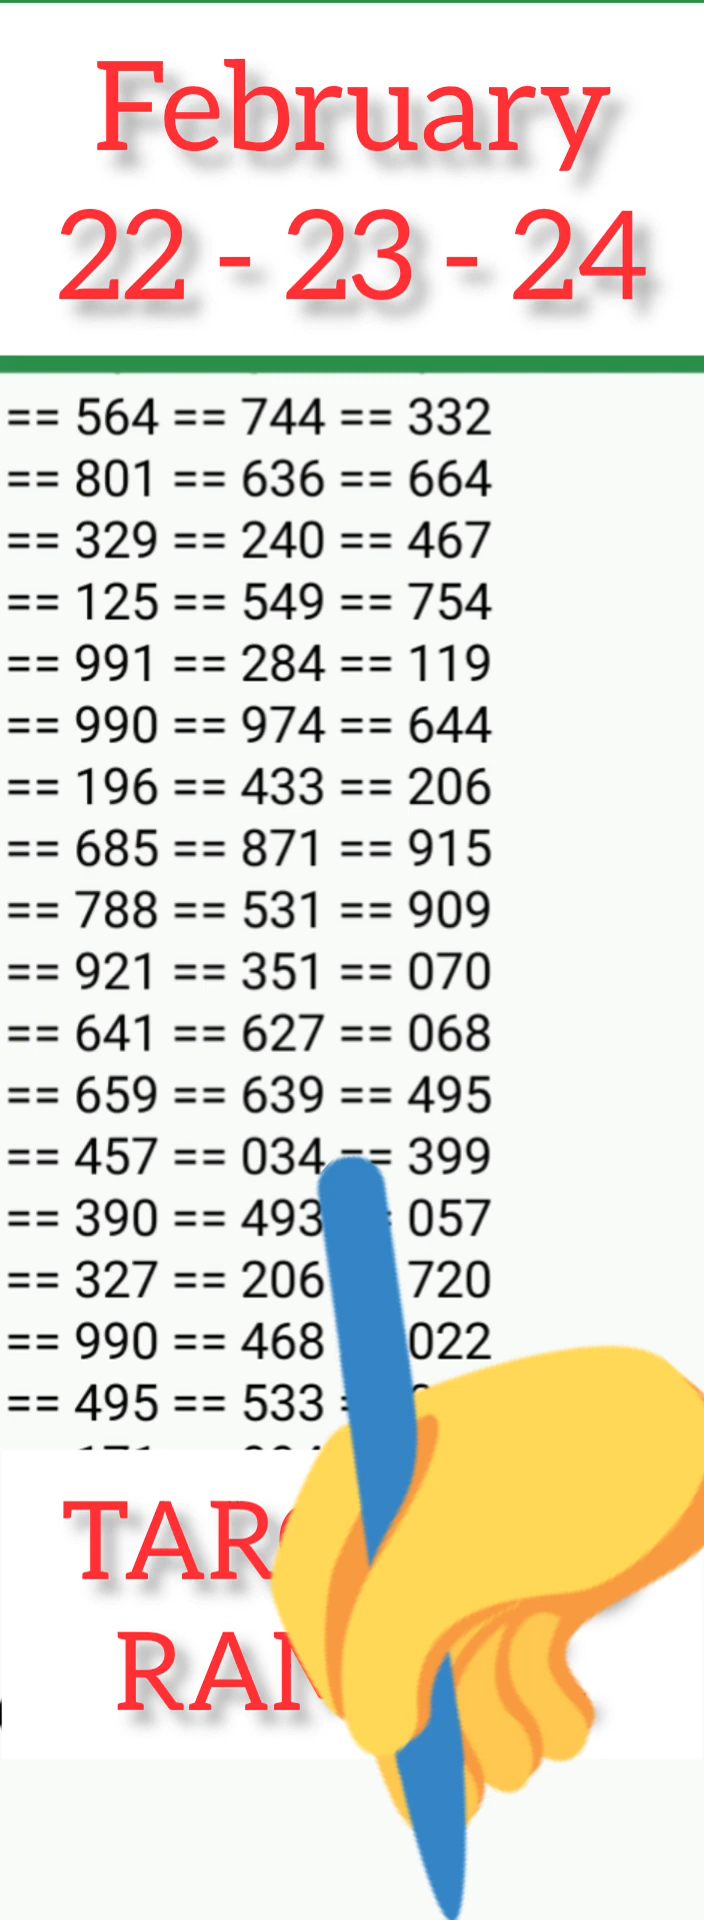 February
22 - 23 - 24
== 564 == 744 == 332
== 801 == 636 == 664
== 329 == 240 == 467
== 125 == 549 == 754
== 991 == 284 == 119
== 990 == 974 == 644
== 196 == 433 == 206
== 685 == 871 == 915
== 788 == 531 == 909
== 921 == 351 == 070
== 641 == 627 == 068
== 659 == 639 == 495
== 457 == 034 == 399
== 390 == 493 057
== 327 == 206 720
== 990 == 468 022
== 495 == 533